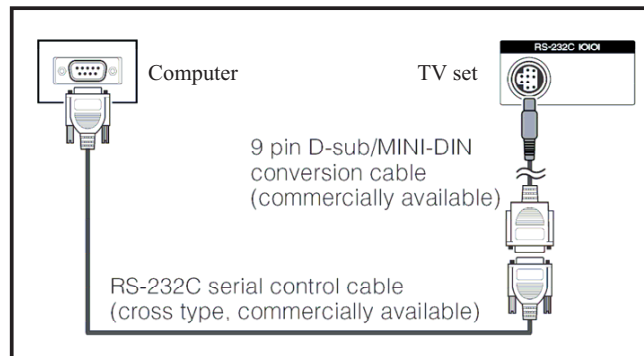 RS-232C IOIOI
Computer
TV set
9 pin D-sub/MINI-DIN
conversion cable
(commercially available)
RS-232C serial control cable
(cross type, commercially available)